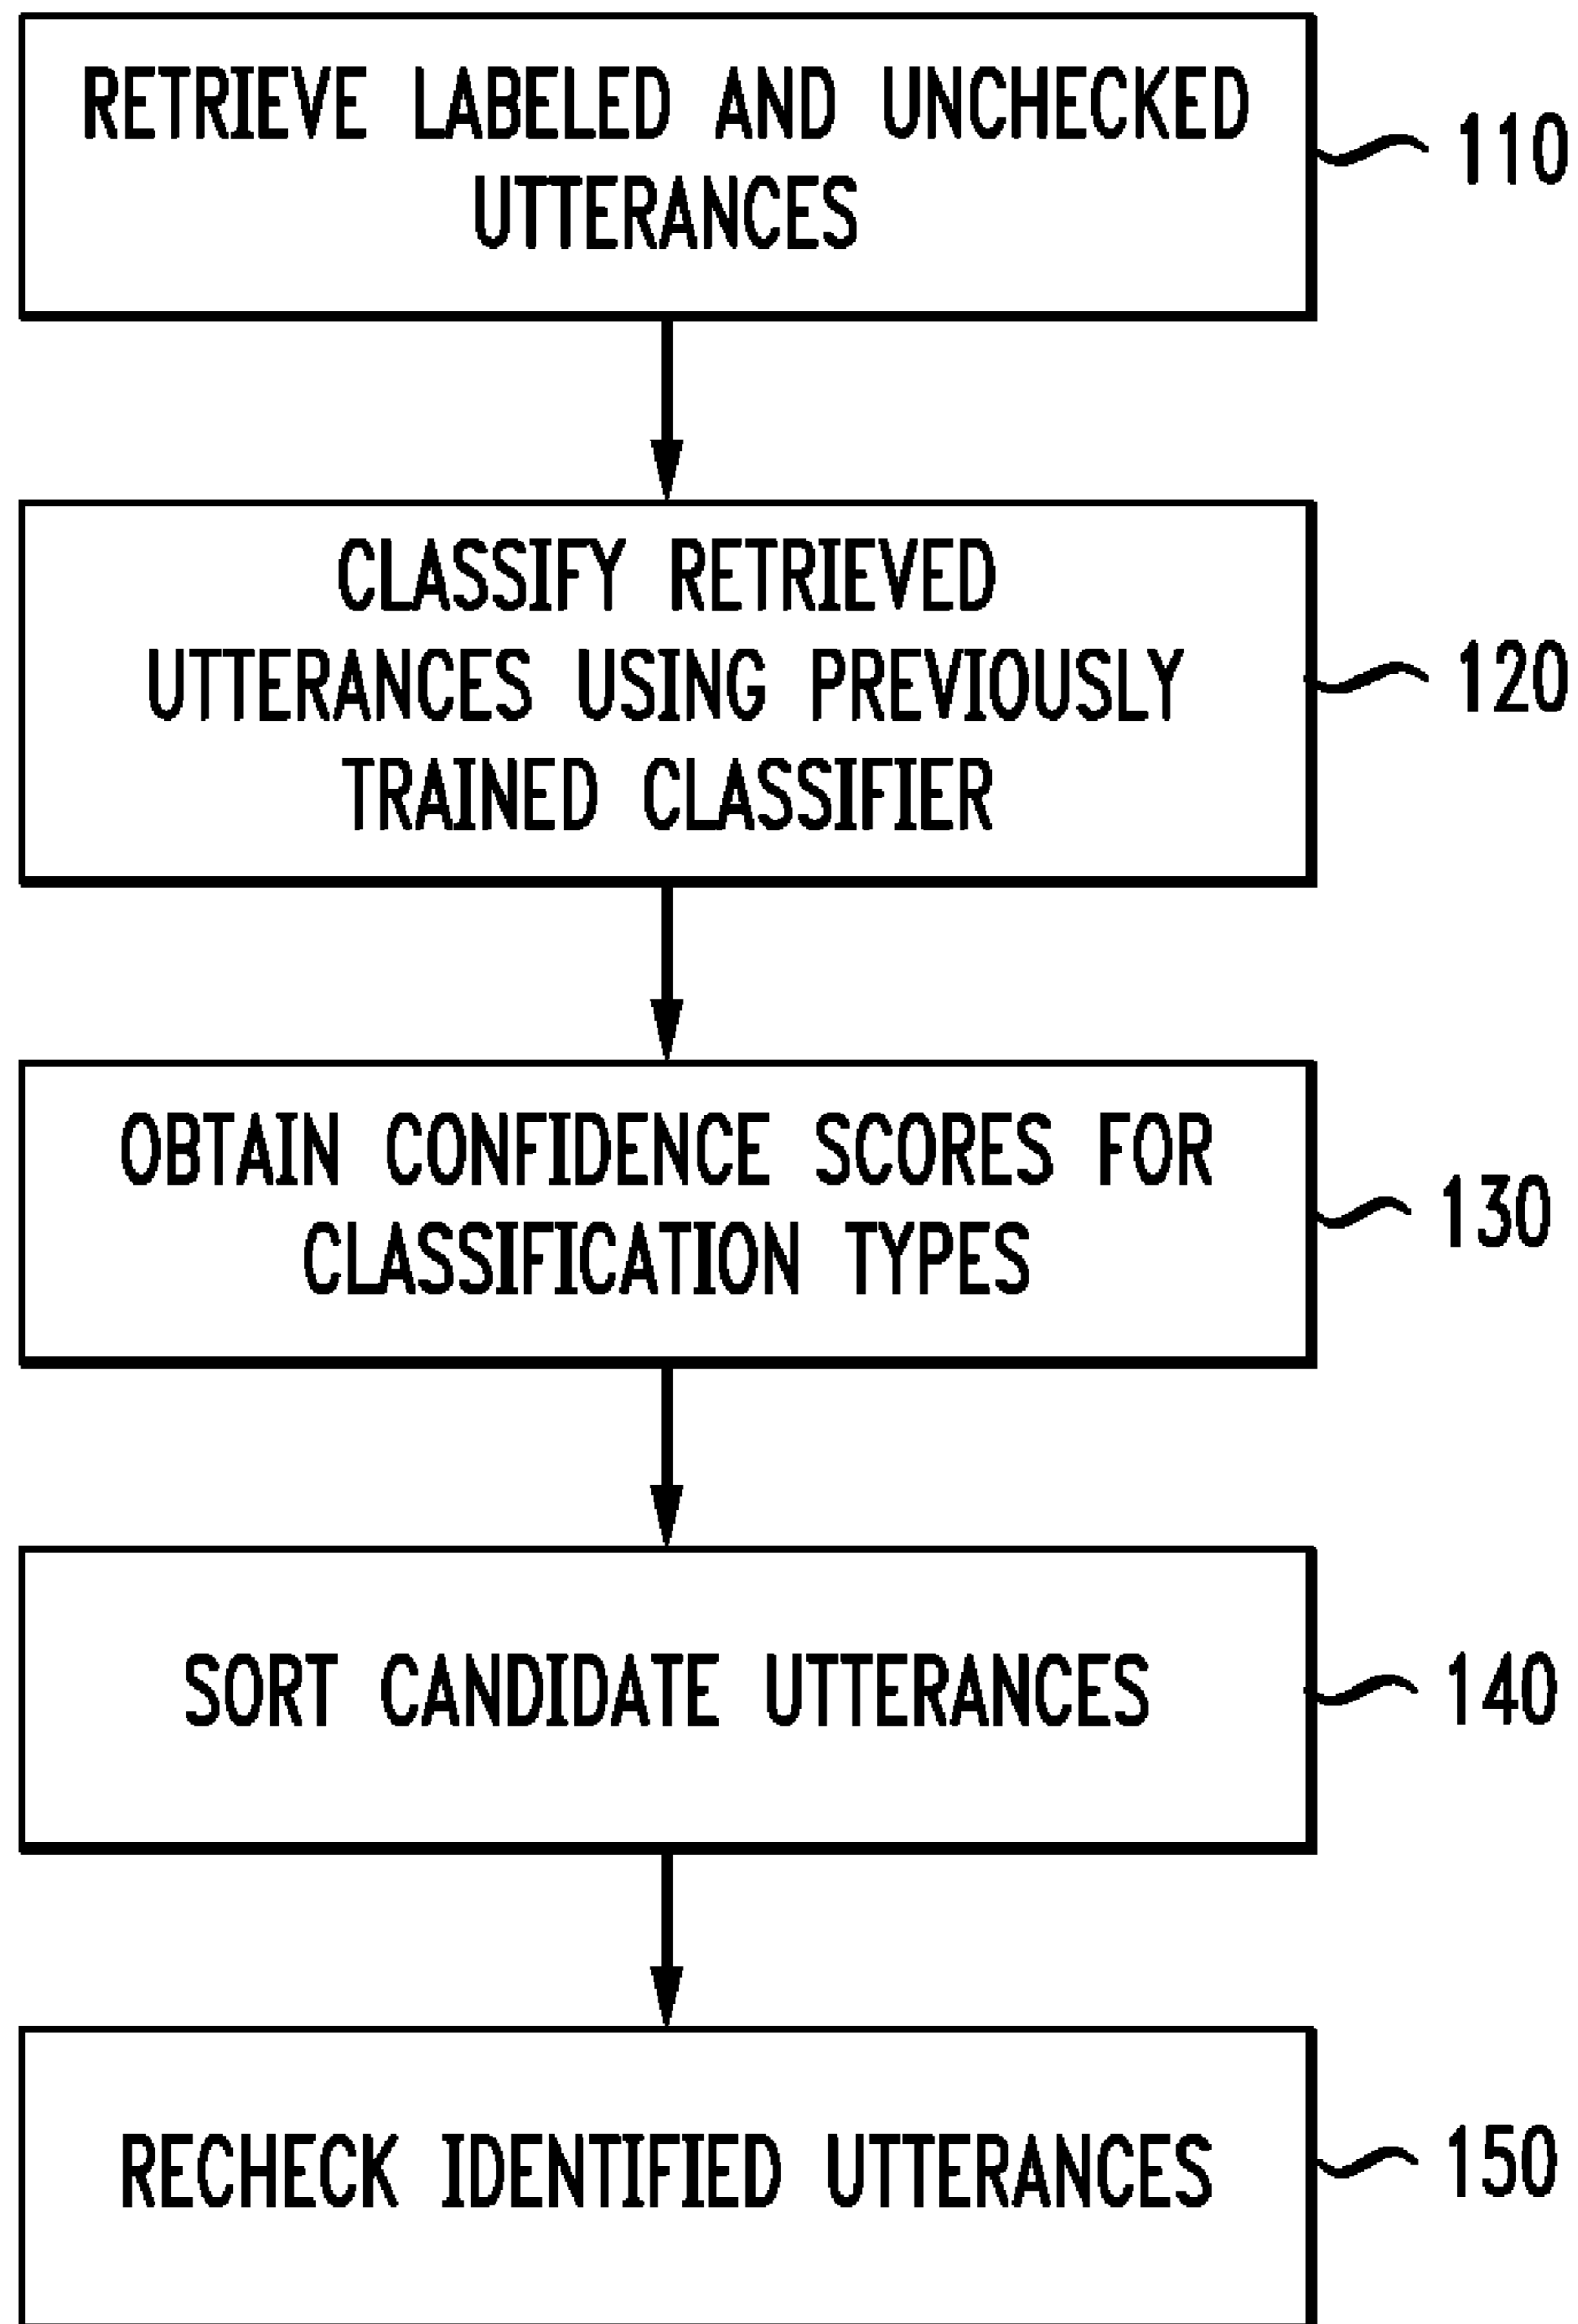 RETRIEVE LABELED AND UNCHECKED
UTTERANCES
110
CLASSIFY RETRIEVED
UTTERANCES USING PREVIOUSLY
TRAINED CLASSIFIER
120
OBTAIN CONFIDENCE SCORES FOR
CLASSIFICATION TYPES
130
SORT CANDIDATE UTTERANCES
140
RECHECK IDENTIFIED UTTERANCES
150